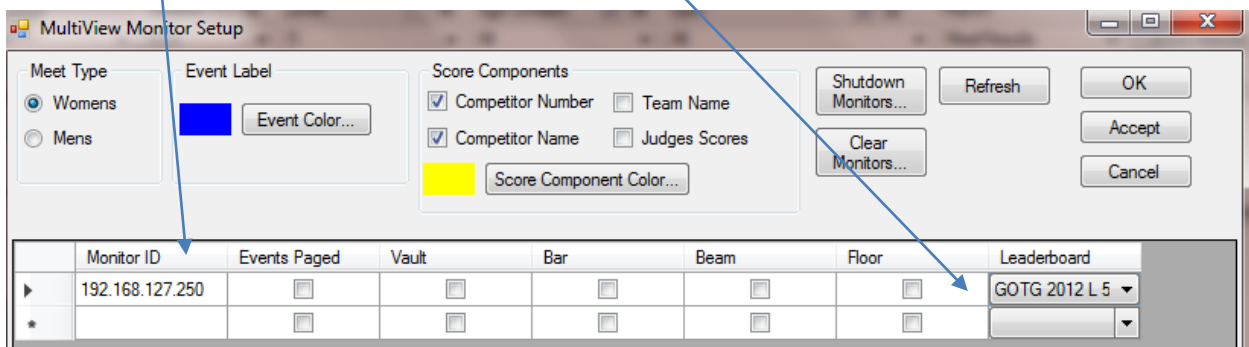 MultiView Monitor Setup
Meet Type
Womens
Mens
Event Label
Event Color...
Score Components
Competitor Number
Team Name
Competitor Name
Judges Scores
Score Component Color...
Shutdown
Monitors...
Clear
Monitors...
Refresh
OK
Accept
Cancel
Monitor ID Events Paged Vault Bar Beam Floor Leaderboard
192.168.127.250 GOTG 2012 L 5